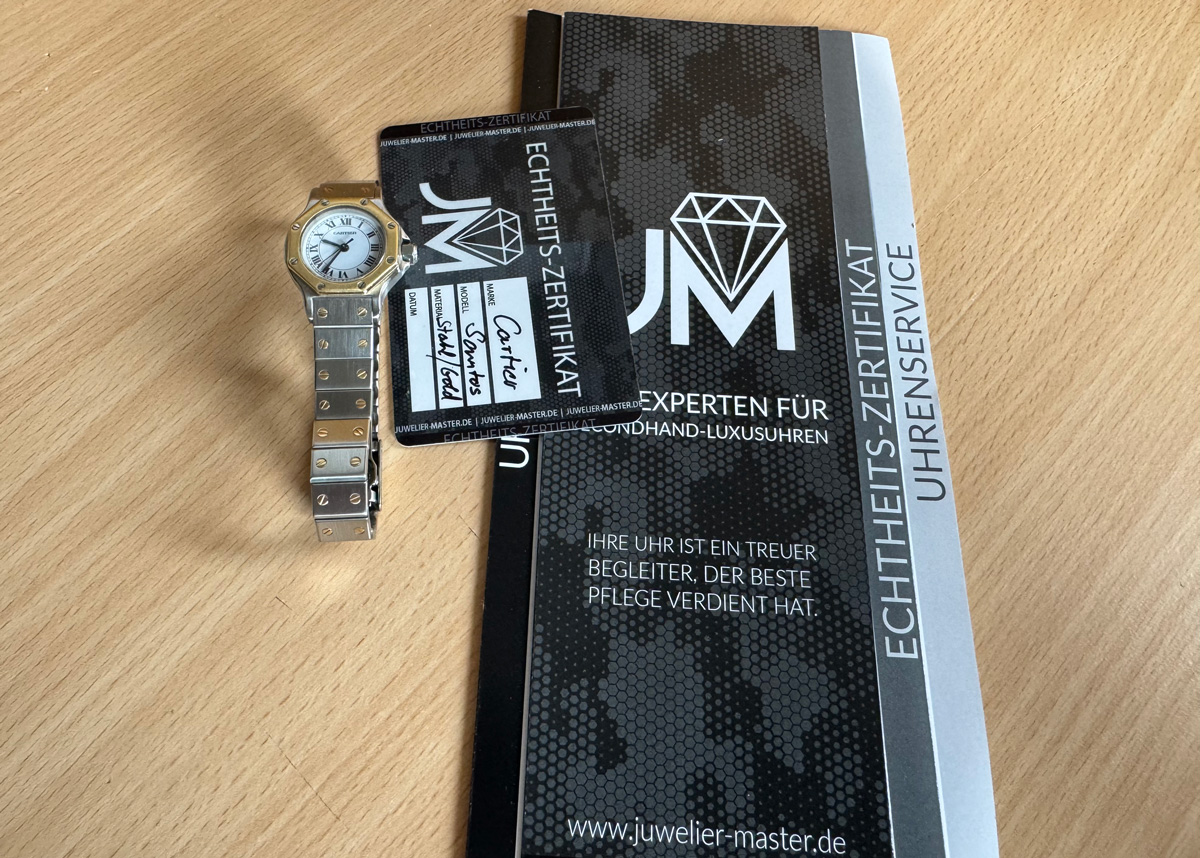 CARTIER
ECHTHEITS-ZERTIFIKAT
JUWELIER-MASTER.DE | JUWELIER-MASTER.DE | JUWELIER-MASTER.DE
JM
ECHTHEITS-ZERTIFIKAT
MARKE Cartier
MODELL Santos
MATERIAL Stahl/Gold
DATUM
JUWELIER-MASTER.DE | JUWELIER-MASTER.DE | JUWELIER-MASTER.DE
ECHTHEITS-ZERTIFIKAT
JM
EXPERTEN FÜR
ECONDHAND-LUXUSUHREN
IHRE UHR IST EIN TREUER
BEGLEITER, DER BESTE
PFLEGE VERDIENT HAT.
www.juwelier-master.de
ECHTHEITS-ZERTIFIKAT
UHRENSERVICE